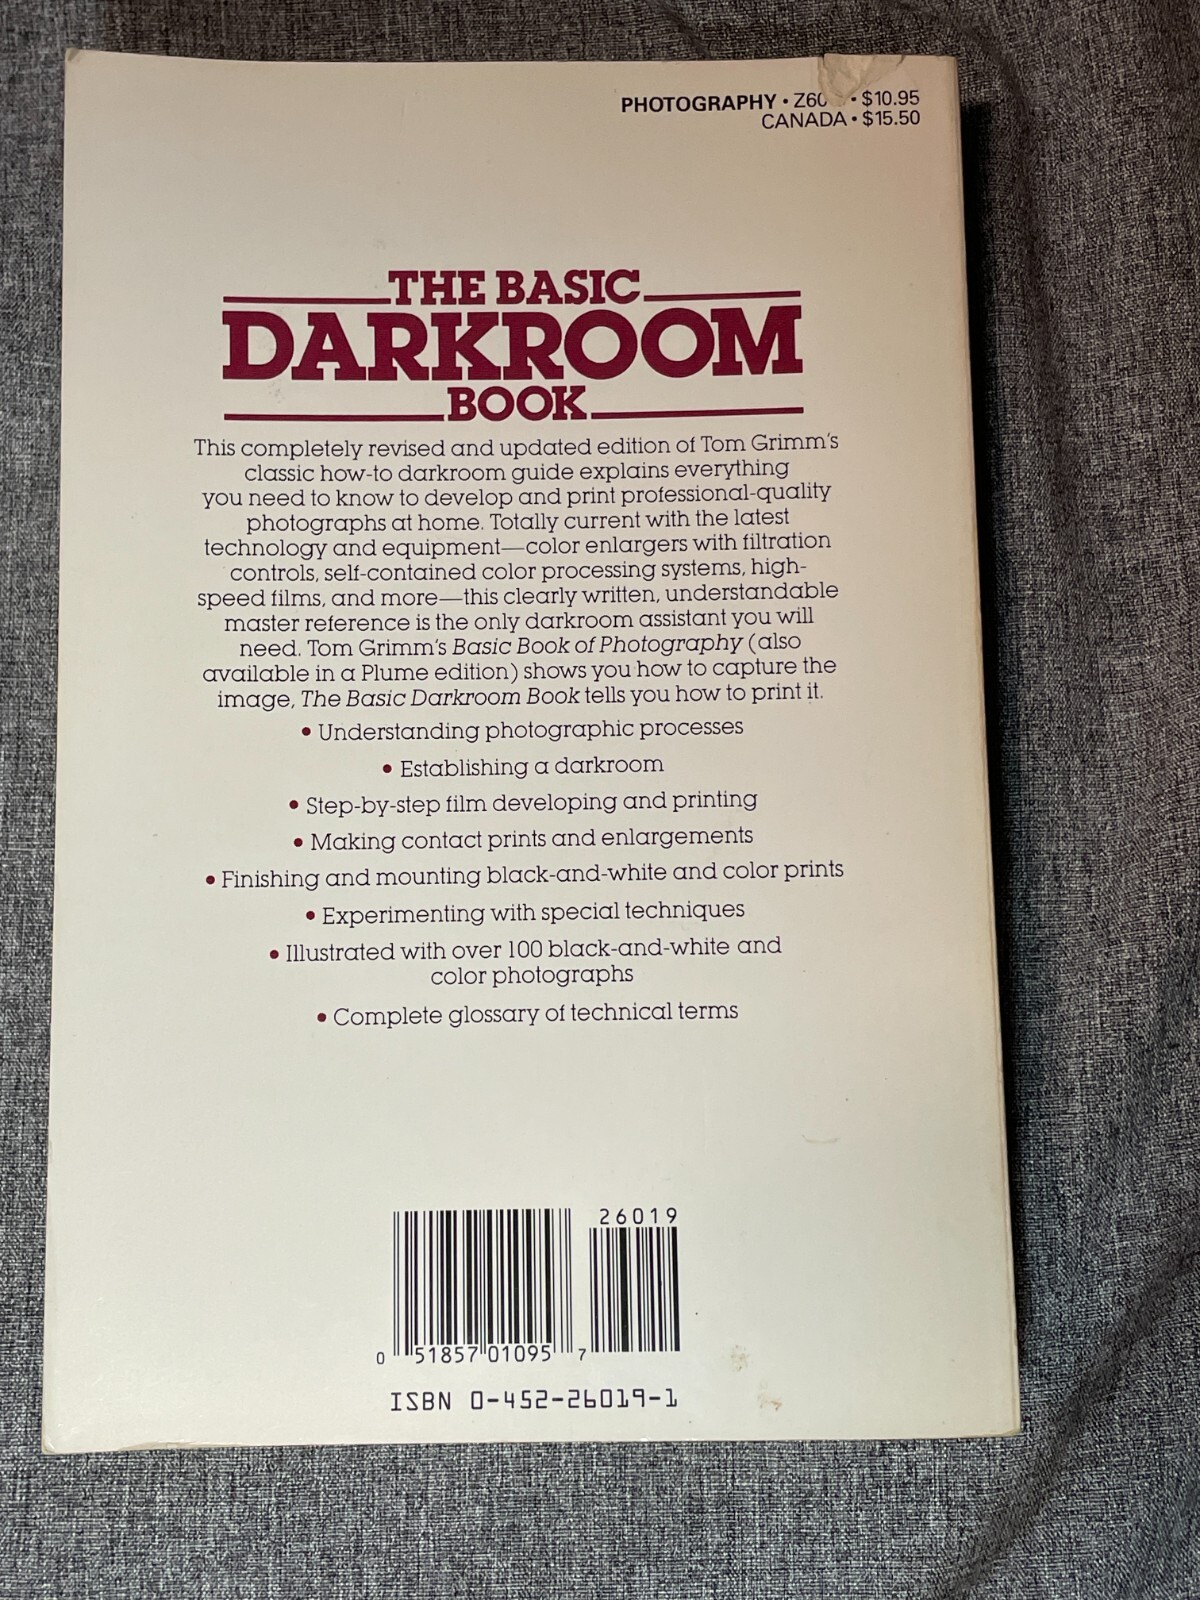 PHOTOGRAPHY • • $10.95
CANADA • $15.50
THE BASIC
DARKROOM
BOOK
This completely revised and updated edition of Tom Grimm's
classic how-to darkroom guide explains everything
you need to know to develop and print professional-quality
photographs at home. Totally current with the latest
technology and equipment—color enlargers with filtration
controls, self-contained color processing systems, high-
speed films, and more—this clearly written, understandable
master reference is the only darkroom assistant you will
need. Tom Grimm's Basic Book of Photography (also
available in a Plume edition) shows you how to capture the
image, The Basic Darkroom Book tells you how to print it.
• Understanding photographic processes
• Establishing a darkroom
• Step-by-step film developing and printing
• Making contact prints and enlargements
• Finishing and mounting black-and-white and color prints
• Experimenting with special techniques
• Illustrated with over 100 black-and-white and
color photographs
• Complete glossary of technical terms
26019
0 51857 01095 7
ISBN 0-452-26019-1